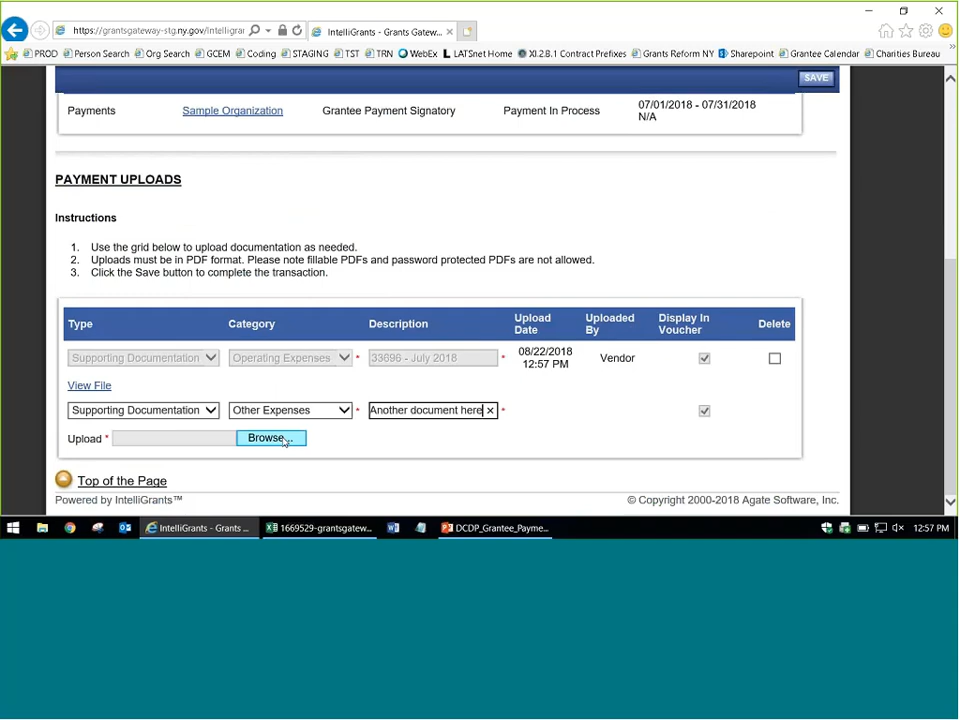 https://grantsgateway-stg.ny.gov/Intelligrar
IntelliGrants - Grants Gatew...
PROD Person Search Org Search GCEM Coding STAGING TST TRN WebEx LATSnet Home XI.2.8.1 Contract Prefixes Grants Reform NY Sharepoint Grantee Calendar Charities Bureau
SAVE
Payments Sample Organization Grantee Payment Signatory Payment In Process 07/01/2018 - 07/31/2018
N/A
PAYMENT UPLOADS
Instructions
1. Use the grid below to upload documentation as needed.
2. Uploads must be in PDF format. Please note fillable PDFs and password protected PDFs are not allowed.
3. Click the Save button to complete the transaction.
Type Category Description Upload Date Uploaded By Display In Voucher Delete
Supporting Documentation Operating Expenses * 33696 - July 2018 * 08/22/2018 12:57 PM Vendor
View File
Supporting Documentation Other Expenses * Another document here *
Upload * Browse...
Top of the Page
Powered by IntelliGrants™ © Copyright 2000-2018 Agate Software, Inc.
IntelliGrants - Grants ... 1669529-grantsgatew... DCDP_Grantee_Payme... 12:57 PM